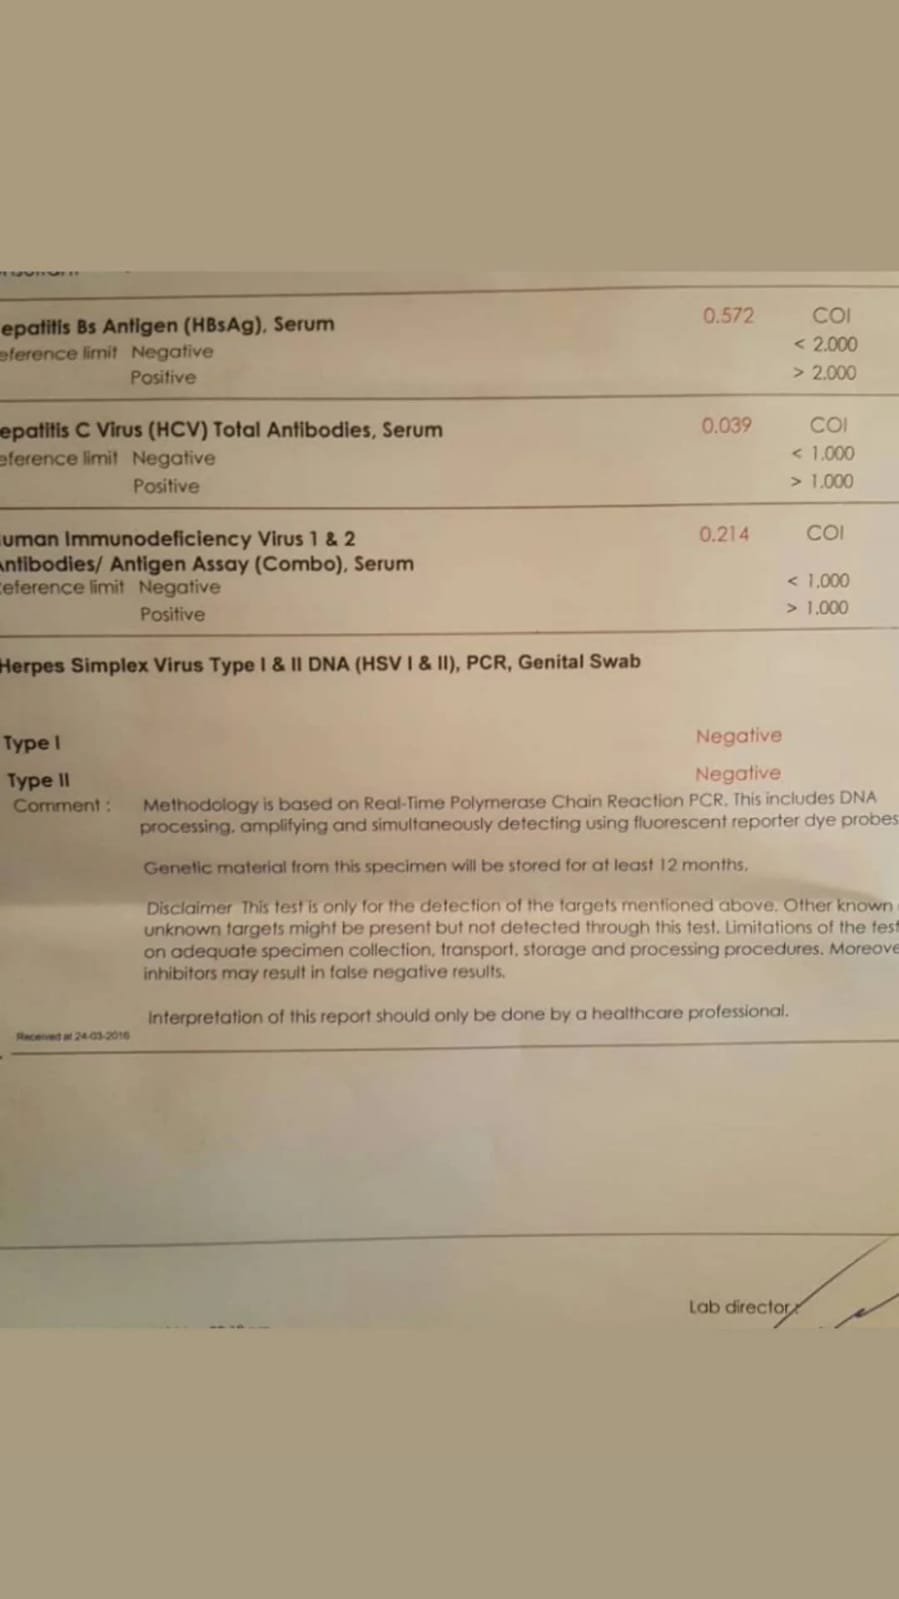 epatitis Bs Antigen (HBsAg), Serum 0.572 COI
eference limit Negative < 2.000
Positive > 2.000
epatitis C Virus (HCV) Total Antibodies, Serum 0.039 COI
eference limit Negative < 1.000
Positive > 1.000
uman Immunodeficiency Virus 1 & 2 0.214 COI
Antibodies/ Antigen Assay (Combo), Serum
eference limit Negative < 1.000
Positive > 1.000
Herpes Simplex Virus Type I & II DNA (HSV I & II), PCR, Genital Swab
Type I Negative
Type II Negative
Comment : Methodology is based on Real-Time Polymerase Chain Reaction PCR. This includes DNA
processing, amplifying and simultaneously detecting using fluorescent reporter dye probes
Genetic material from this specimen will be stored for at least 12 months.
Disclaimer This test is only for the detection of the targets mentioned above. Other known
unknown targets might be present but not detected through this test. Limitations of the test
on adequate specimen collection, transport, storage and processing procedures. Moreove
inhibitors may result in false negative results.
Interpretation of this report should only be done by a healthcare professional.
Received at 24-03-2016
Lab director: